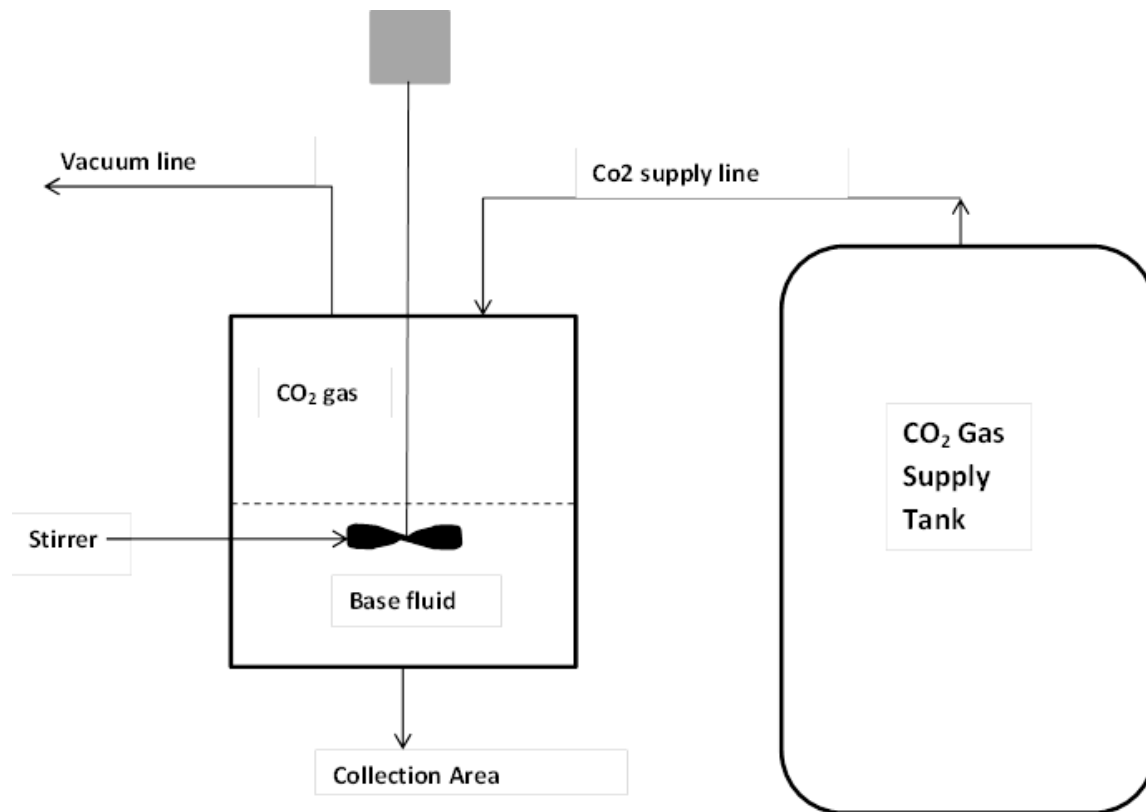 Vacuum line
Co2 supply line
CO₂ gas
CO₂ Gas
Supply
Tank
Stirrer
Base fluid
Collection Area